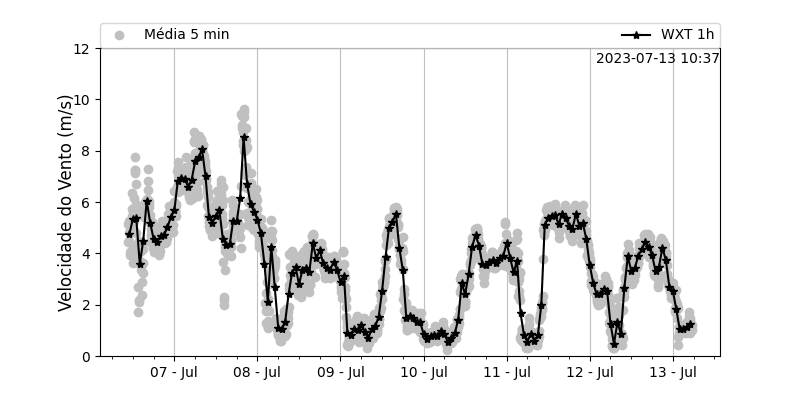 Média 5 min
WXT 1h
2023-07-13 10:37
Velocidade do Vento (m/s)
12
10
8
6
4
2
0
07 - Jul
08 - Jul
09 - Jul
10 - Jul
11 - Jul
12 - Jul
13 - Jul